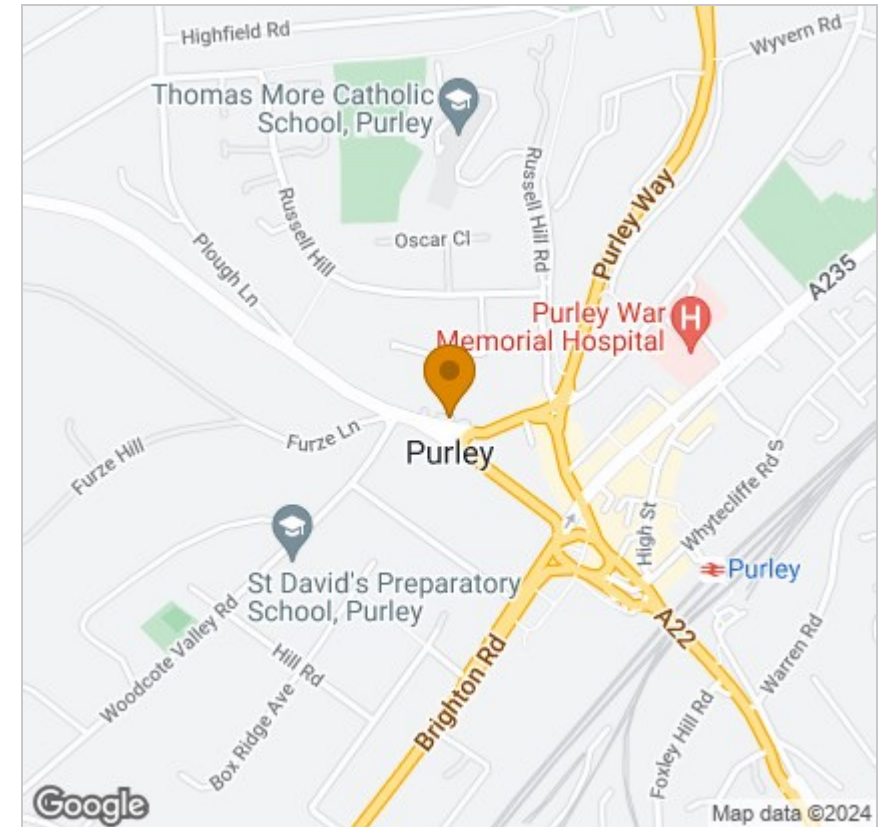 Highfield Rd
Wyvern Rd
Thomas More Catholic
School, Purley
Russell Hill
Russell Hill Rd
Purley Way
Oscar Cl
Plough Ln
A235
Purley War
Memorial Hospital
H
Furze Ln
Furze Hill
Purley
Whytecliffe Rd S
High St
St David's Preparatory
School, Purley
Purley
Woodcote Valley Rd
Hill Rd
Box Ridge Ave
Brighton Rd
A22
Warren Rd
Foxley Hill Rd
Google
Map data ©2024